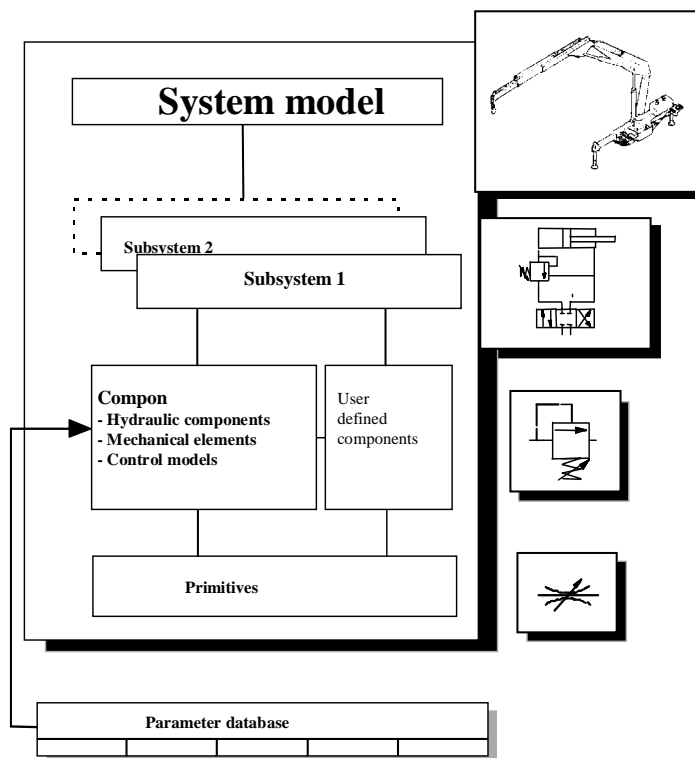 System model
Subsystem 2
Subsystem 1
Compon
- Hydraulic components
- Mechanical elements
- Control models
User
defined
components
Primitives
Parameter database